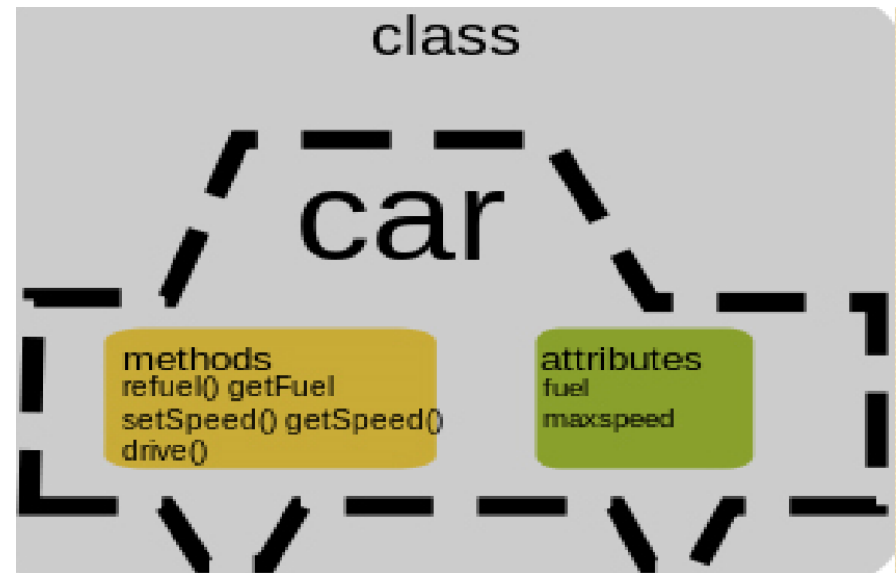 class
car
methods
refuel() getFuel
setSpeed() getSpeed()
drive()
attributes
fuel
maxspeed